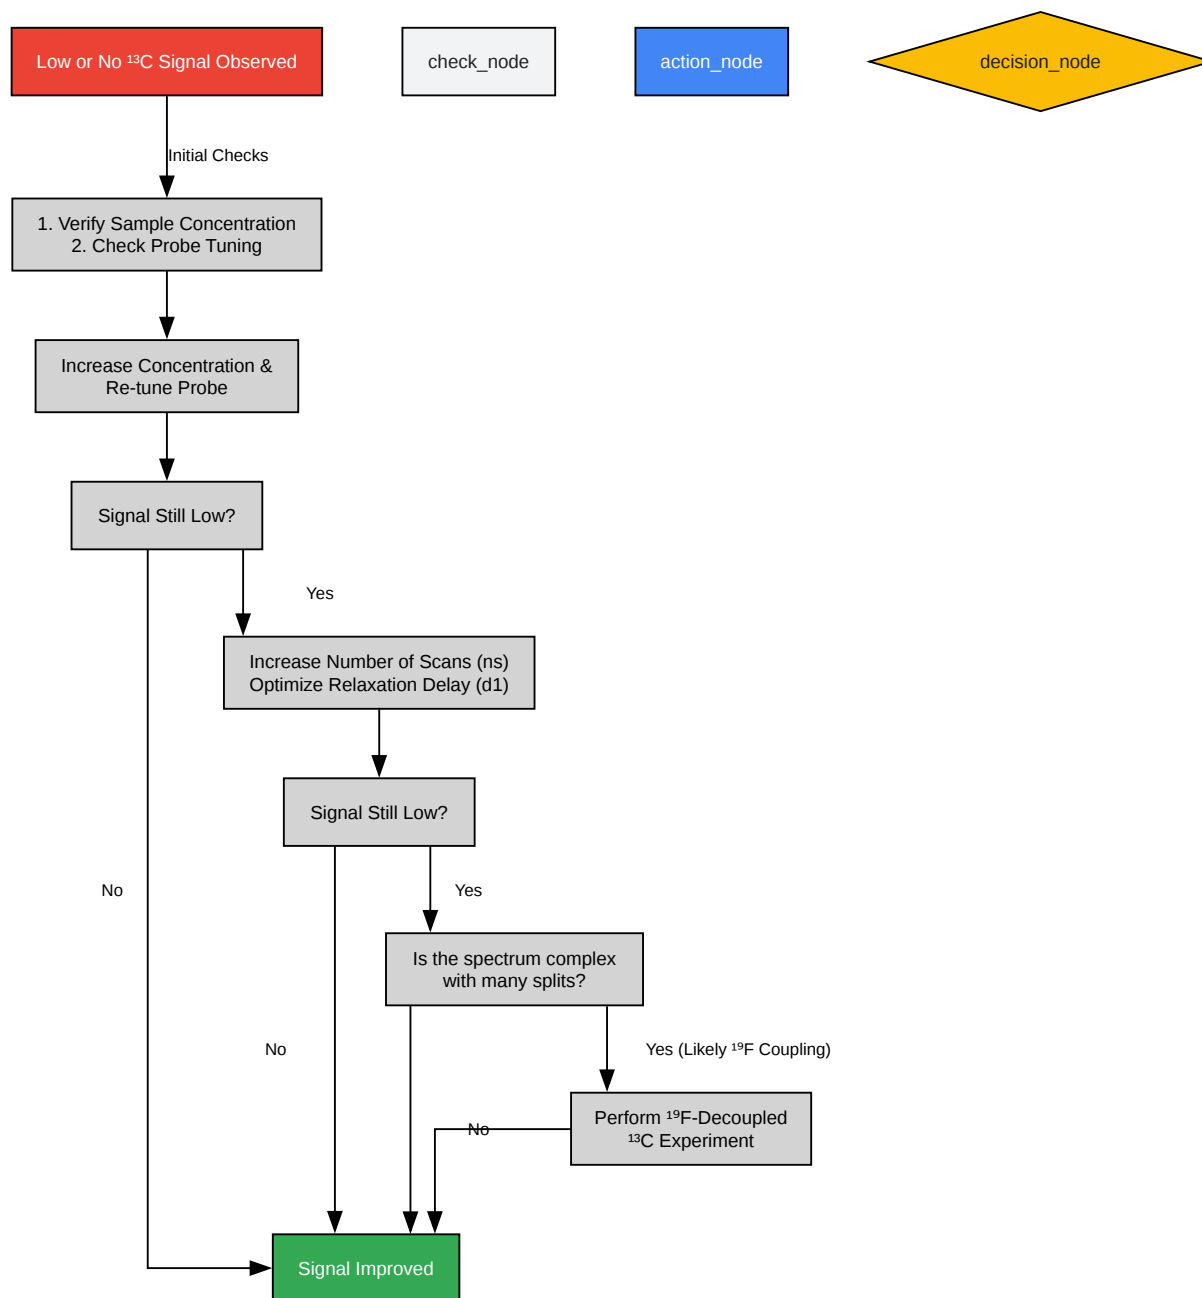 Low or No ¹³C Signal Observed
check_node
action_node
decision_node
Initial Checks
1. Verify Sample Concentration
2. Check Probe Tuning
Increase Concentration &
Re-tune Probe
Signal Still Low?
Yes
Increase Number of Scans (ns)
Optimize Relaxation Delay (d1)
Signal Still Low?
No
Yes
Is the spectrum complex
with many splits?
No
Yes (Likely ¹⁹F Coupling)
Perform ¹⁹F-Decoupled
¹³C Experiment
No
Signal Improved